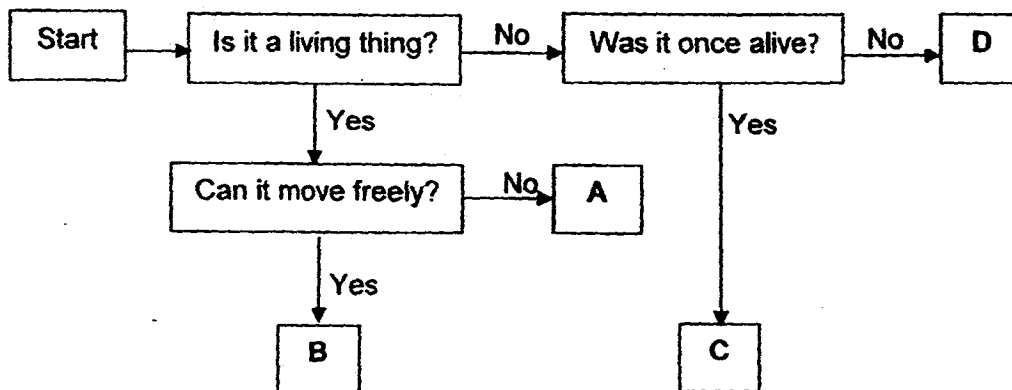 Start
Is it a living thing?
No
Was it once alive?
No
D
Yes
Yes
Can it move freely?
No
A
Yes
B
C